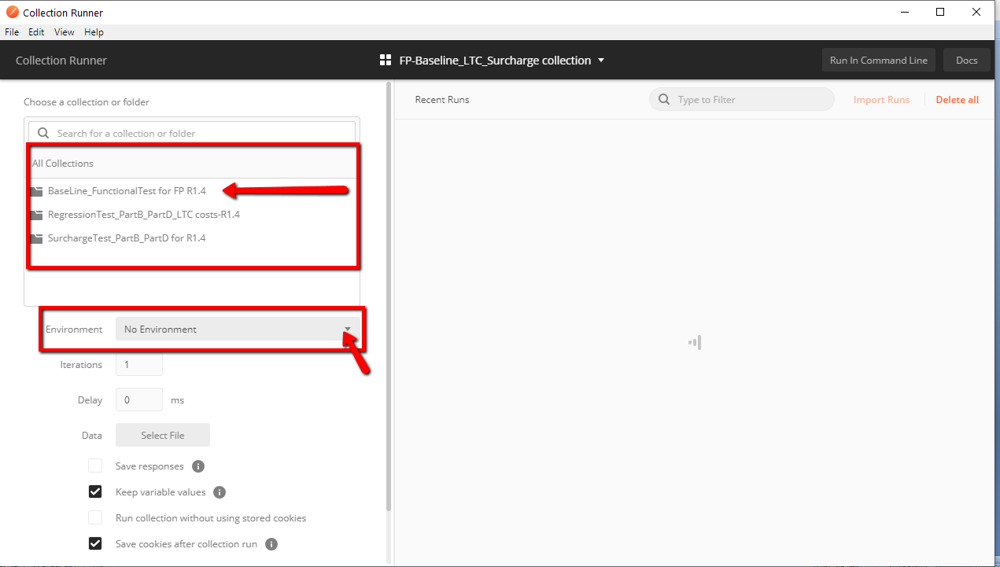 Collection Runner
File Edit View Help
Collection Runner
FP-Baseline_LTC_Surcharge collection
Run In Command Line
Docs
Choose a collection or folder
Search for a collection or folder
All Collections
BaseLine_FunctionalTest for FP R1.4
RegressionTest_PartB_PartD_LTC costs-R1.4
SurchargeTest_PartB_PartD for R1.4
Environment No Environment
Iterations 1
Delay 0 ms
Data Select File
Save responses
Keep variable values
Run collection without using stored cookies
Save cookies after collection run
Recent Runs
Type to Filter
Import Runs
Delete all